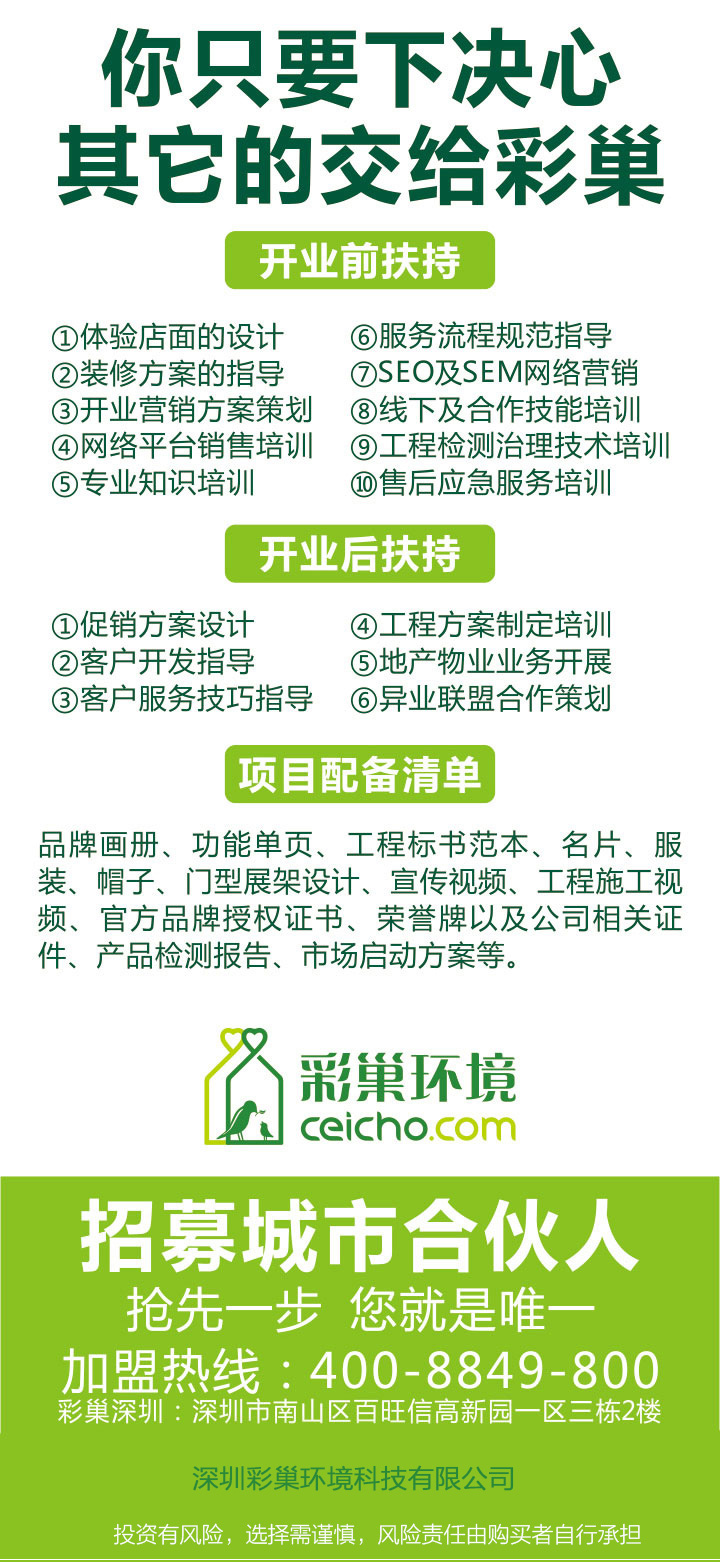 你只要下决心
其它的交给彩巢
开业前扶持
①体验店面的设计
②装修方案的指导
③开业营销方案策划
④网络平台销售培训
⑤专业知识培训
⑥服务流程规范指导
⑦SEO及SEM网络营销
⑧线下及合作技能培训
⑨工程检测治理技术培训
⑩售后应急服务培训
开业后扶持
①促销方案设计
②客户开发指导
③客户服务技巧指导
④工程方案制定培训
⑤地产物业业务开展
⑥异业联盟合作策划
项目配备清单
品牌画册、功能单页、工程标书范本、名片、服
装、帽子、门型展架设计、宣传视频、工程施工视
频、官方品牌授权证书、荣誉牌以及公司相关证
件、产品检测报告、市场启动方案等。
彩巢环境
ceicho.com
招募城市合伙人
抢先一步 您就是唯一
加盟热线：400-8849-800
彩巢深圳：深圳市南山区百旺信高新园一区三栋2楼
深圳彩巢环境科技有限公司
投资有风险，选择需谨慎，风险责任由购买者自行承担